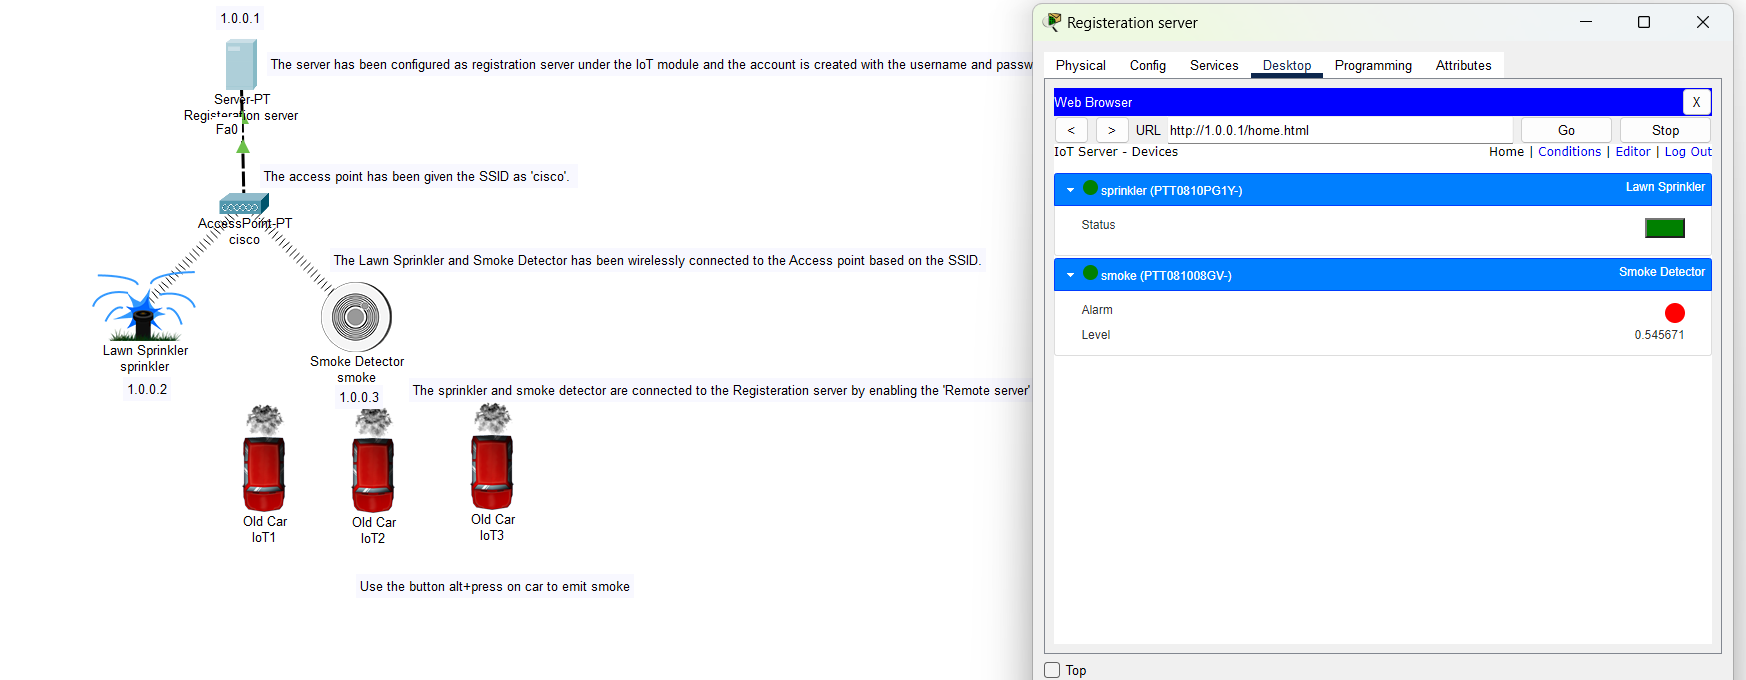 1.0.0.1
The server has been configured as registration server under the IoT module and the account is created with the username and passw
Server-PT
Registeration server
Fa0
The access point has been given the SSID as 'cisco'.
AccessPoint-PT
cisco
The Lawn Sprinkler and Smoke Detector has been wirelessly connected to the Access point based on the SSID.
Lawn Sprinkler
sprinkler
1.0.0.2
Smoke Detector
smoke
1.0.0.3
The sprinkler and smoke detector are connected to the Registeration server by enabling the 'Remote server'
Old Car
IoT1
Old Car
IoT2
Old Car
IoT3
Use the button alt+press on car to emit smoke
Registeration server
Physical Config Services Desktop Programming Attributes
Web Browser X
< > URL http://1.0.0.1/home.html Go Stop
IoT Server - Devices Home | Conditions | Editor | Log Out
sprinkler (PTT0810PG1Y-) Lawn Sprinkler
Status
smoke (PTT081008GV-) Smoke Detector
Alarm
Level 0.545671
Top